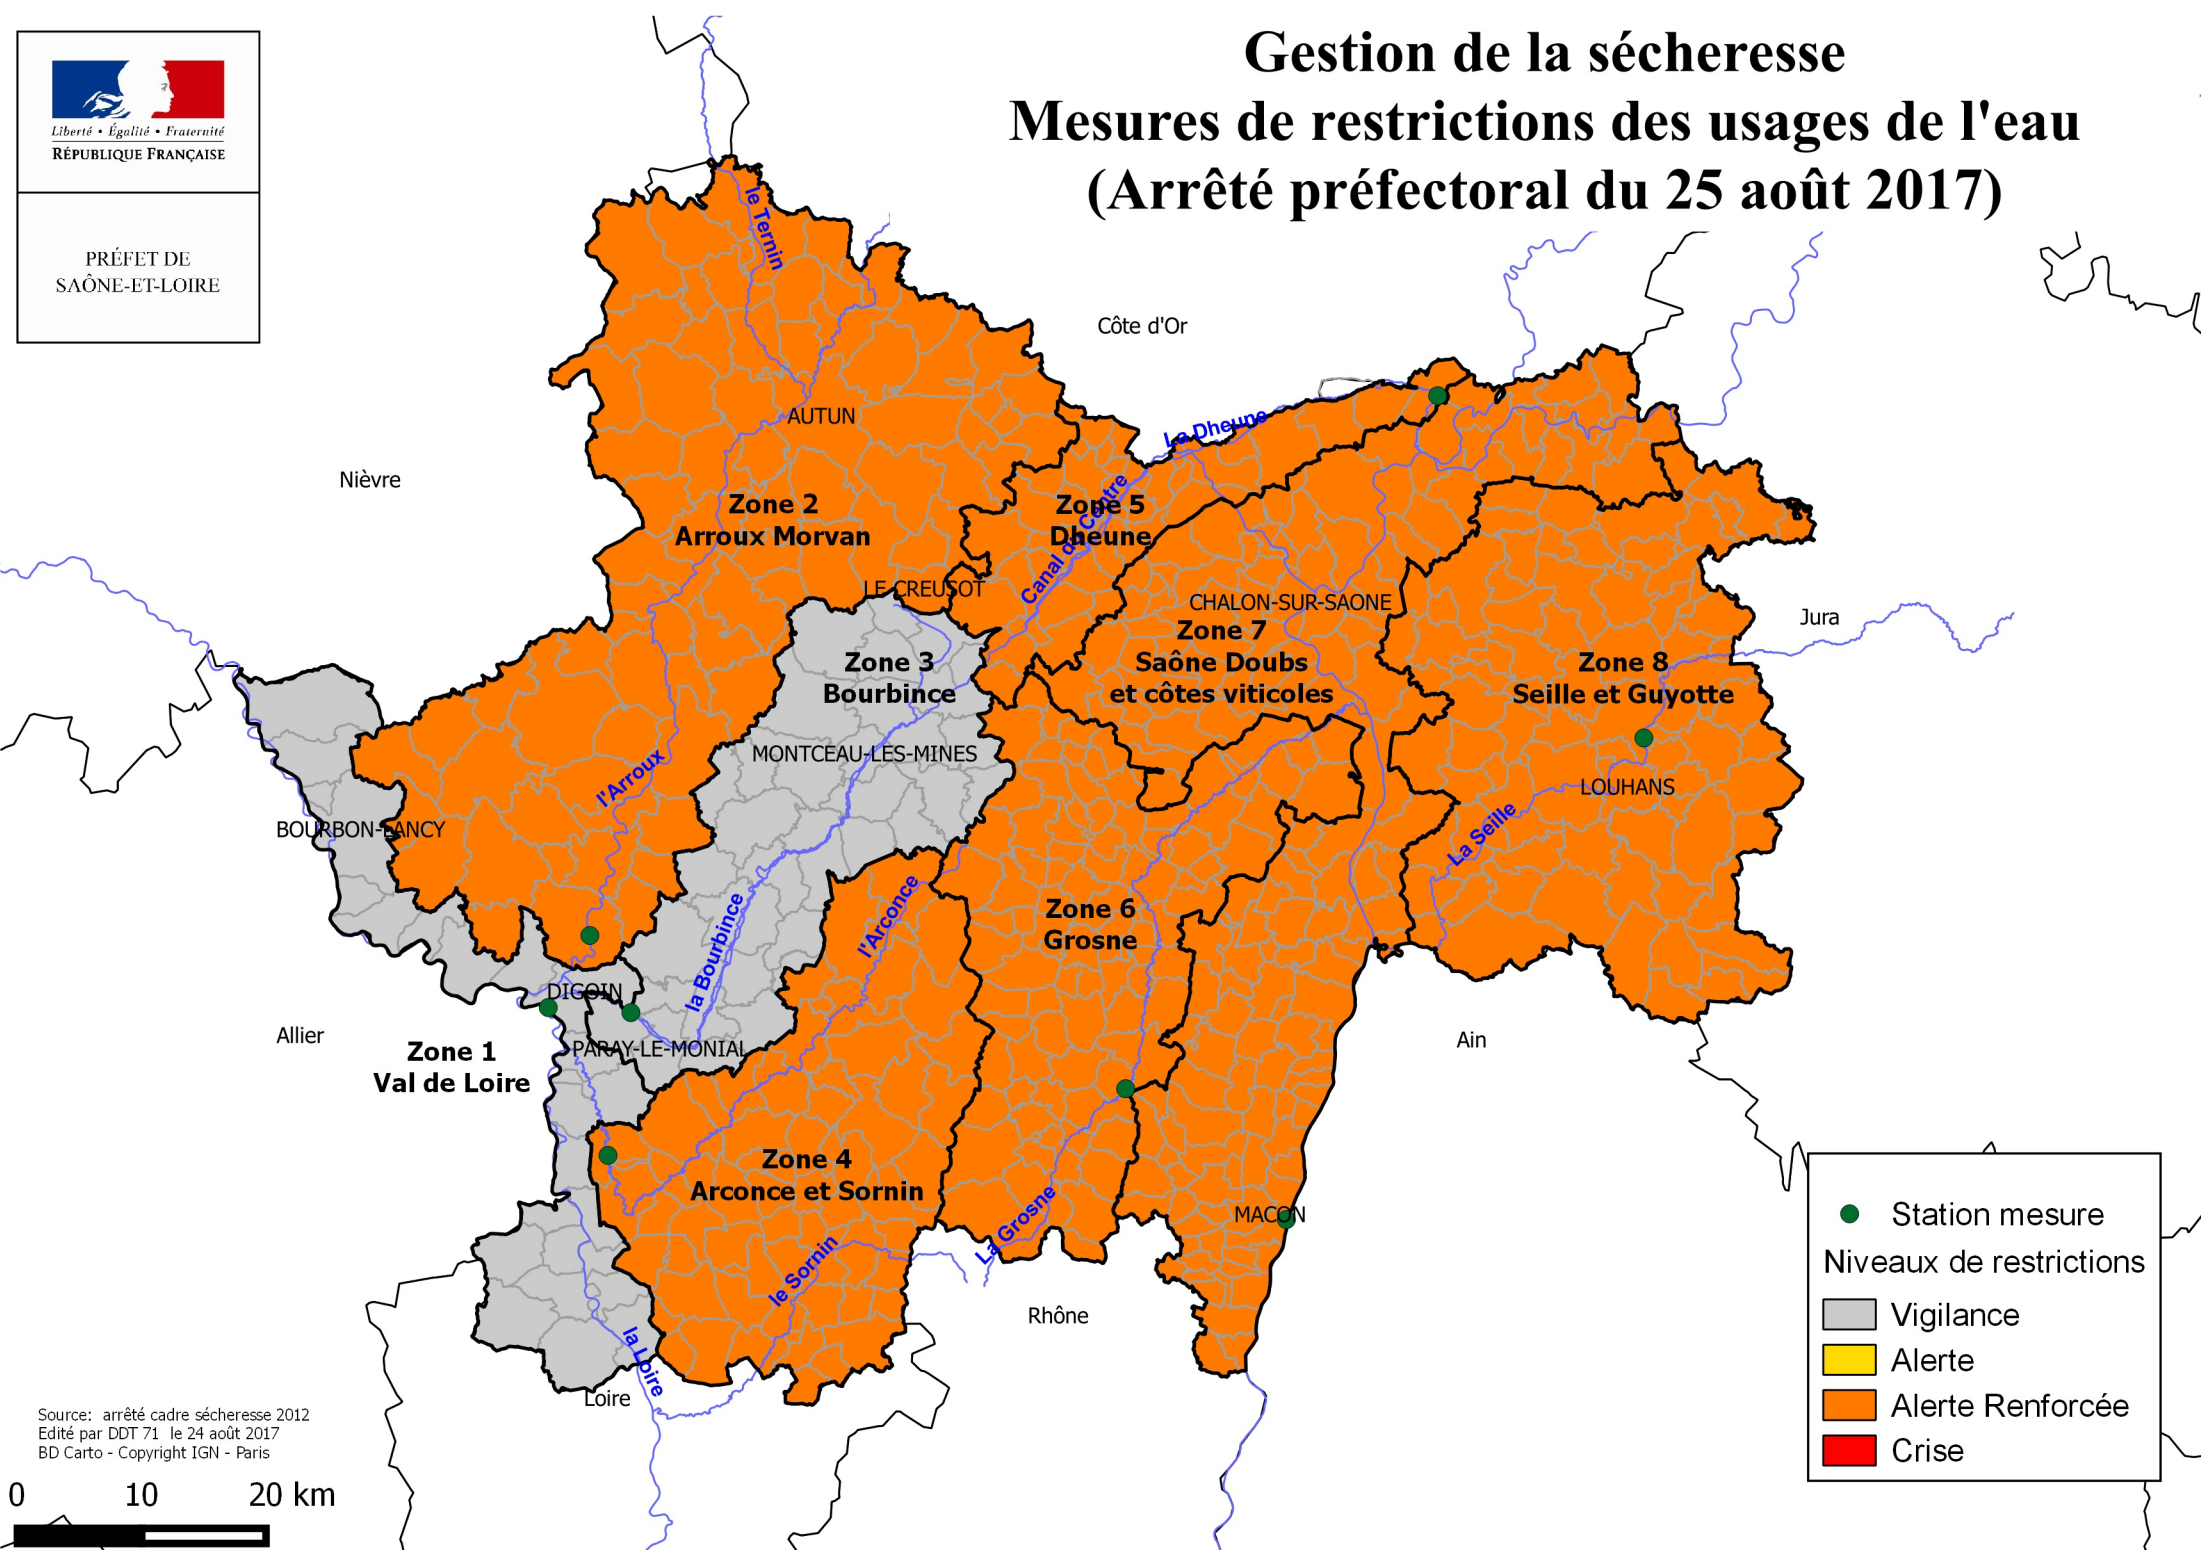 Gestion de la sécheresse
Mesures de restrictions des usages de l'eau
(Arrêté préfectoral du 25 août 2017)
Liberté • Égalité • Fraternité
RÉPUBLIQUE FRANÇAISE
PRÉFET DE
SAÔNE-ET-LOIRE
le Ternin
Côte d'Or
AUTUN
La Dheune
Nièvre
Zone 2
Arroux Morvan
Zone 5
Dheune
Canal du Centre
LE CREUSOT
CHALON-SUR-SAONE
Jura
Zone 7
Saône Doubs
et côtes viticoles
Zone 3
Bourbince
Zone 8
Seille et Guyotte
MONTCEAU-LES-MINES
l'Arroux
LOUHANS
BOURBON-LANCY
La Seille
l'Arconce
Zone 6
Grosne
la Bourbince
DIGOIN
Allier
Ain
PARAY-LE-MONIAL
Zone 1
Val de Loire
Zone 4
Arconce et Sornin
MACON
La Grosne
le Sornin
Rhône
la Loire
Loire
Station mesure
Niveaux de restrictions
Vigilance
Alerte
Alerte Renforcée
Crise
Source: arrêté cadre sécheresse 2012
Edité par DDT 71 le 24 août 2017
BD Carto - Copyright IGN - Paris
0 10 20 km